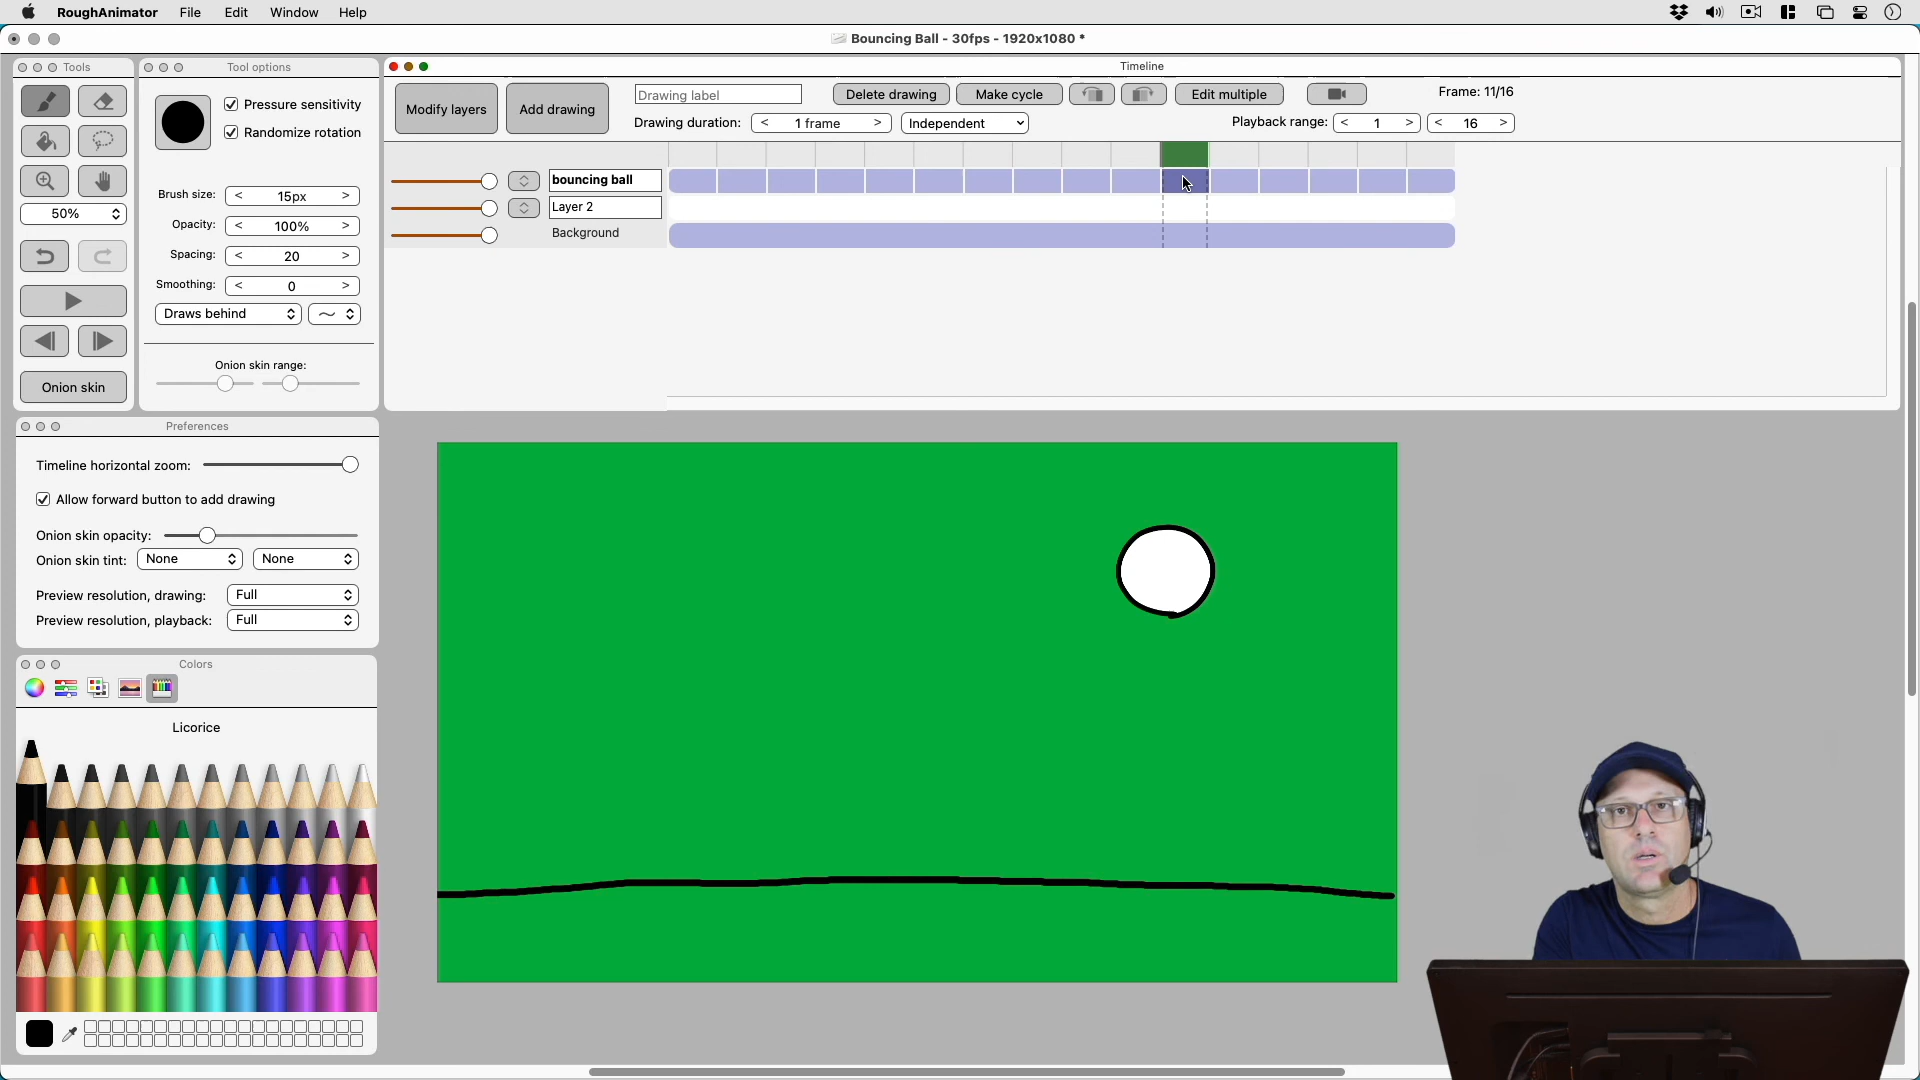 RoughAnimator File Edit Window Help
Bouncing Ball - 30fps - 1920x1080 *
Tools
Tool options
Timeline
Pressure sensitivity
Randomize rotation
Modify layers
Add drawing
Drawing label
Delete drawing
Make cycle
Edit multiple
Frame: 11/16
Drawing duration: < 1 frame >
Independent
Playback range: < 1 > < 16 >
bouncing ball
Layer 2
Background
50%
Brush size: < 15px >
Opacity: < 100% >
Spacing: < 20 >
Smoothing: < 0 >
Draws behind
Onion skin range:
Onion skin
Preferences
Timeline horizontal zoom:
Allow forward button to add drawing
Onion skin opacity:
Onion skin tint: None None
Preview resolution, drawing: Full
Preview resolution, playback: Full
Colors
Licorice